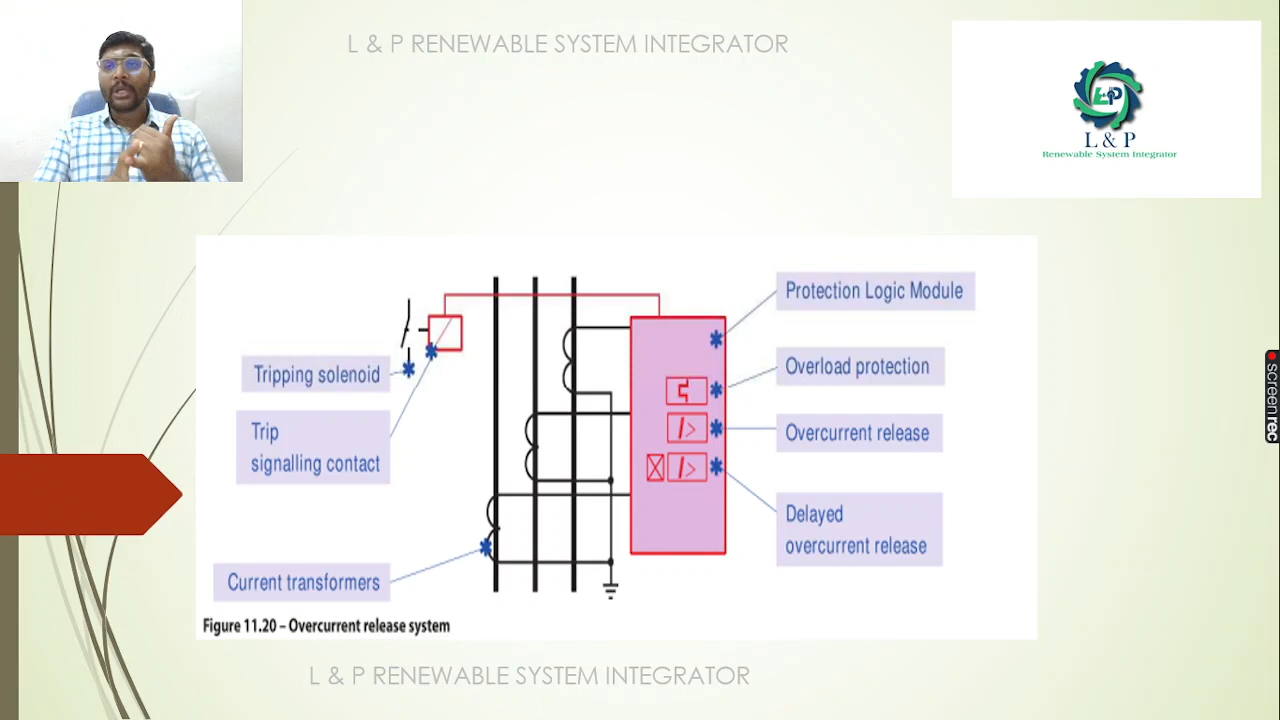 L & P RENEWABLE SYSTEM INTEGRATOR
L&P
L & P
Renewable System Integrator
Protection Logic Module
Overload protection
Tripping solenoid
Trip
signalling contact
I>
Overcurrent release
I>
Delayed
overcurrent release
Current transformers
Figure 11.20 – Overcurrent release system
L & P RENEWABLE SYSTEM INTEGRATOR
screenrec